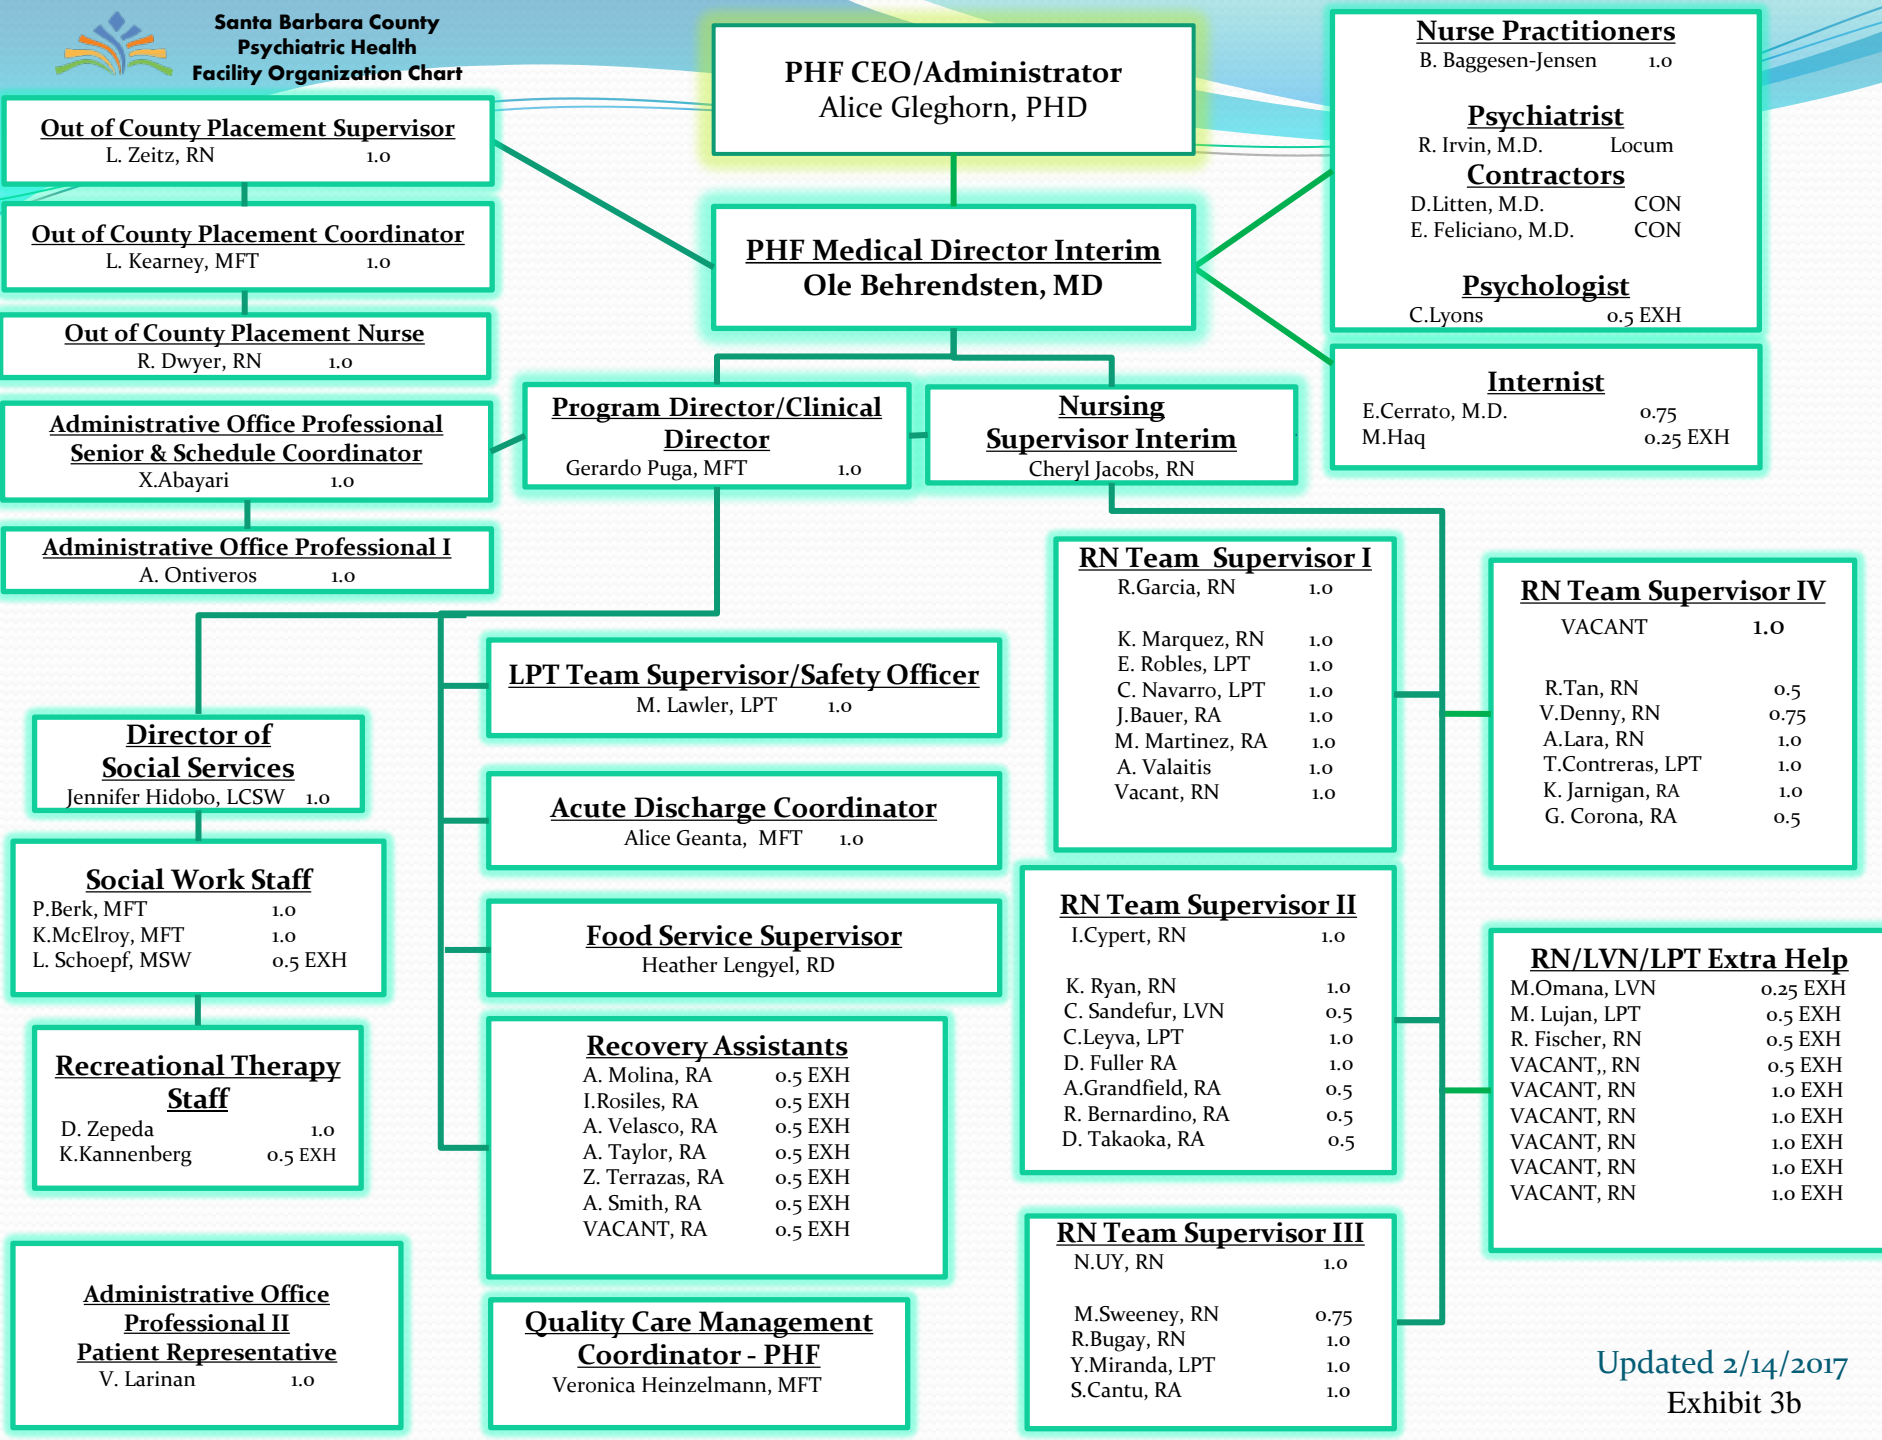 Santa Barbara County
Psychiatric Health
Facility Organization Chart
PHF CEO/Administrator
Alice Gleghorn, PHD
Nurse Practitioners
B. Baggesen-Jensen 1.0
Psychiatrist
R. Irvin, M.D. Locum
Contractors
D.Litten, M.D. CON
E. Feliciano, M.D. CON
Psychologist
C.Lyons 0.5 EXH
Out of County Placement Supervisor
L. Zeitz, RN 1.0
Out of County Placement Coordinator
L. Kearney, MFT 1.0
Out of County Placement Nurse
R. Dwyer, RN 1.0
PHF Medical Director Interim
Ole Behrendsten, MD
Internist
E.Cerrato, M.D. 0.75
M.Haq 0.25 EXH
Administrative Office Professional
Senior & Schedule Coordinator
X.Abayari 1.0
Administrative Office Professional I
A. Ontiveros 1.0
Program Director/Clinical
Director
Gerardo Puga, MFT 1.0
Nursing
Supervisor Interim
Cheryl Jacobs, RN
Director of
Social Services
Jennifer Hidobo, LCSW 1.0
Social Work Staff
P.Berk, MFT 1.0
K.McElroy, MFT 1.0
L. Schoepf, MSW 0.5 EXH
Recreational Therapy
Staff
D. Zepeda 1.0
K.Kannenberg 0.5 EXH
Administrative Office
Professional II
Patient Representative
V. Larinan 1.0
LPT Team Supervisor/Safety Officer
M. Lawler, LPT 1.0
Acute Discharge Coordinator
Alice Geanta, MFT 1.0
Food Service Supervisor
Heather Lengyel, RD
Recovery Assistants
A. Molina, RA 0.5 EXH
I.Rosiles, RA 0.5 EXH
A. Velasco, RA 0.5 EXH
A. Taylor, RA 0.5 EXH
Z. Terrazas, RA 0.5 EXH
A. Smith, RA 0.5 EXH
VACANT, RA 0.5 EXH
Quality Care Management
Coordinator - PHF
Veronica Heinzelmann, MFT
RN Team Supervisor I
R.Garcia, RN 1.0
K. Marquez, RN 1.0
E. Robles, LPT 1.0
C. Navarro, LPT 1.0
J.Bauer, RA 1.0
M. Martinez, RA 1.0
A. Valaitis 1.0
Vacant, RN 1.0
RN Team Supervisor II
I.Cypert, RN 1.0
K. Ryan, RN 1.0
C. Sandefur, LVN 0.5
C.Leyva, LPT 1.0
D. Fuller RA 1.0
A.Grandfield, RA 0.5
R. Bernardino, RA 0.5
D. Takaoka, RA 0.5
RN Team Supervisor III
N.UY, RN 1.0
M.Sweeney, RN 0.75
R.Bugay, RN 1.0
Y.Miranda, LPT 1.0
S.Cantu, RA 1.0
RN Team Supervisor IV
VACANT 1.0
R.Tan, RN 0.5
V.Denny, RN 0.75
A.Lara, RN 1.0
T.Contreras, LPT 1.0
K. Jarnigan, RA 1.0
G. Corona, RA 0.5
RN/LVN/LPT Extra Help
M.Omana, LVN 0.25 EXH
M. Lujan, LPT 0.5 EXH
R. Fischer, RN 0.5 EXH
VACANT,, RN 0.5 EXH
VACANT, RN 1.0 EXH
VACANT, RN 1.0 EXH
VACANT, RN 1.0 EXH
VACANT, RN 1.0 EXH
VACANT, RN 1.0 EXH
Updated 2/14/2017
Exhibit 3b